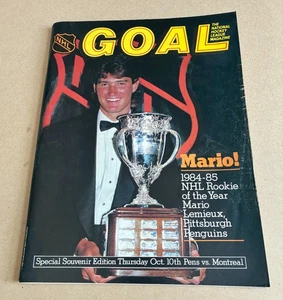 NHL
GOAL
THE
NATIONAL
HOCKEY
LEAGUE
MAGAZINE
Mario!
1984-85
NHL Rookie
of the Year
Mario
Lemieux,
Pittsburgh
Penguins
Special Souvenir Edition Thursday Oct. 10th Pens vs. Montreal